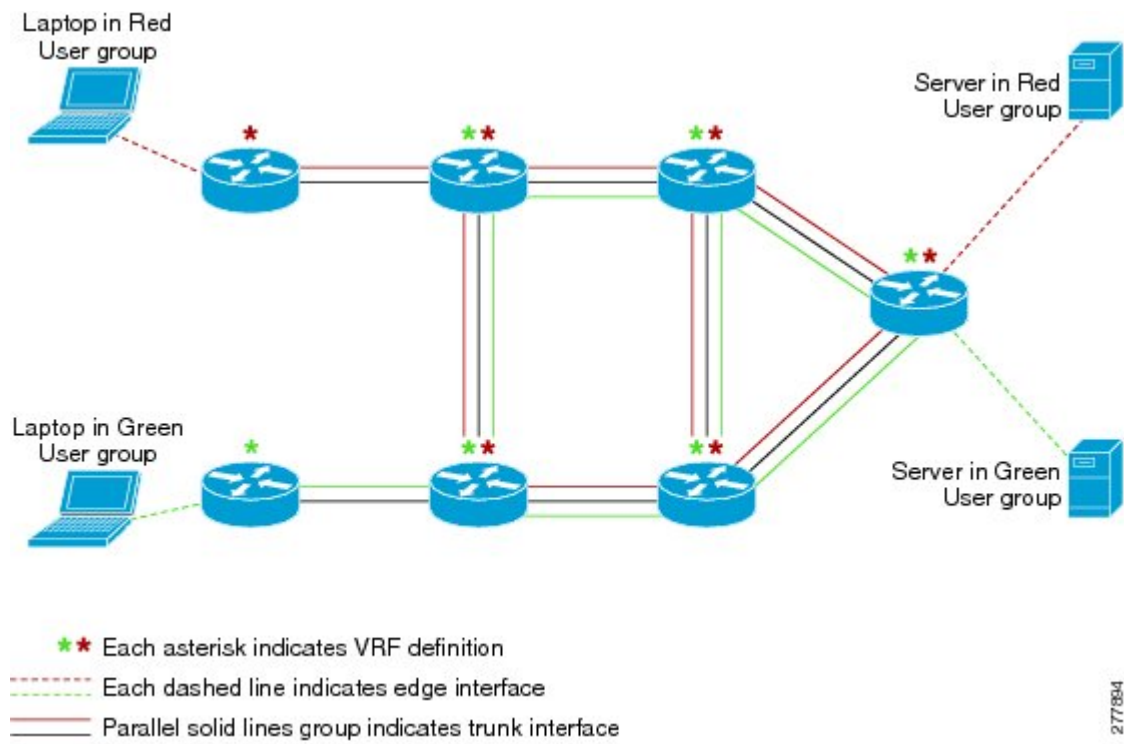 Laptop in Red
User group
Server in Red
User group
Laptop in Green
User group
Server in Green
User group
** Each asterisk indicates VRF definition
Each dashed line indicates edge interface
Parallel solid lines group indicates trunk interface
277894